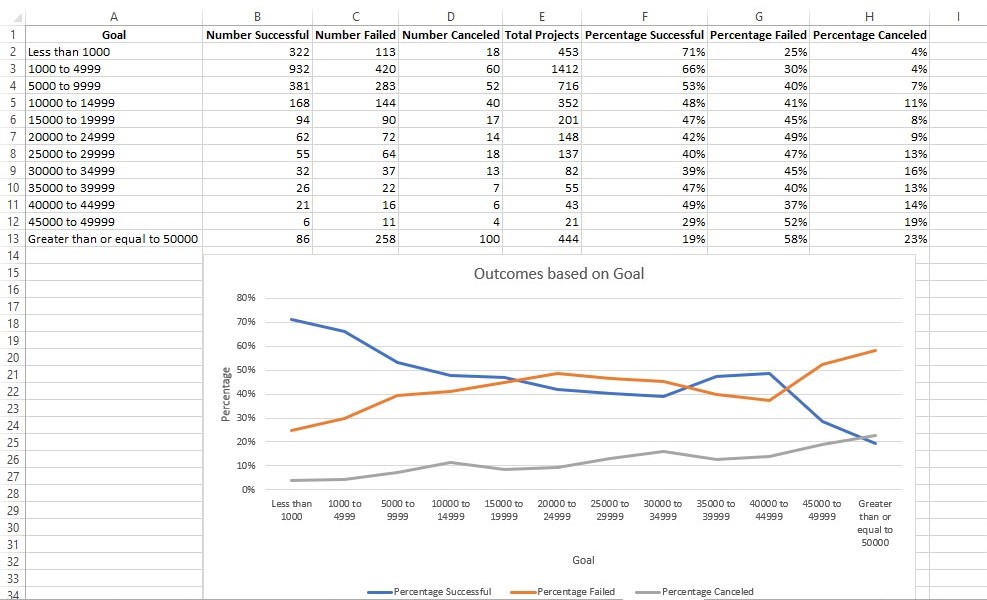 A B C D E F G H I
1 Goal Number Successful Number Failed Number Canceled Total Projects Percentage Successful Percentage Failed Percentage Canceled
2 Less than 1000 322 113 18 453 71% 25% 4%
3 1000 to 4999 932 420 60 1412 66% 30% 4%
4 5000 to 9999 381 283 52 716 53% 40% 7%
5 10000 to 14999 168 144 40 352 48% 41% 11%
6 15000 to 19999 94 90 17 201 47% 45% 8%
7 20000 to 24999 62 72 14 148 42% 49% 9%
8 25000 to 29999 55 64 18 137 40% 47% 13%
9 30000 to 34999 32 37 13 82 39% 45% 16%
10 35000 to 39999 26 22 7 55 47% 40% 13%
11 40000 to 44999 21 16 6 43 49% 37% 14%
12 45000 to 49999 6 11 4 21 29% 52% 19%
13 Greater than or equal to 50000 86 258 100 444 19% 58% 23%
14
15 Outcomes based on Goal
16
17 80%
18 70%
19
20 60%
21 50%
22 40%
23 30%
24
25 20%
26 10%
27 0%
Percentage
28 Less than 1000 to 5000 to 10000 to 15000 to 20000 to 25000 to 30000 to 35000 to 40000 to 45000 to Greater
29 1000 4999 9999 14999 19999 24999 29999 34999 39999 44999 49999 than or
30 equal to
31 50000
32 Goal
33
34 Percentage Successful Percentage Failed Percentage Canceled